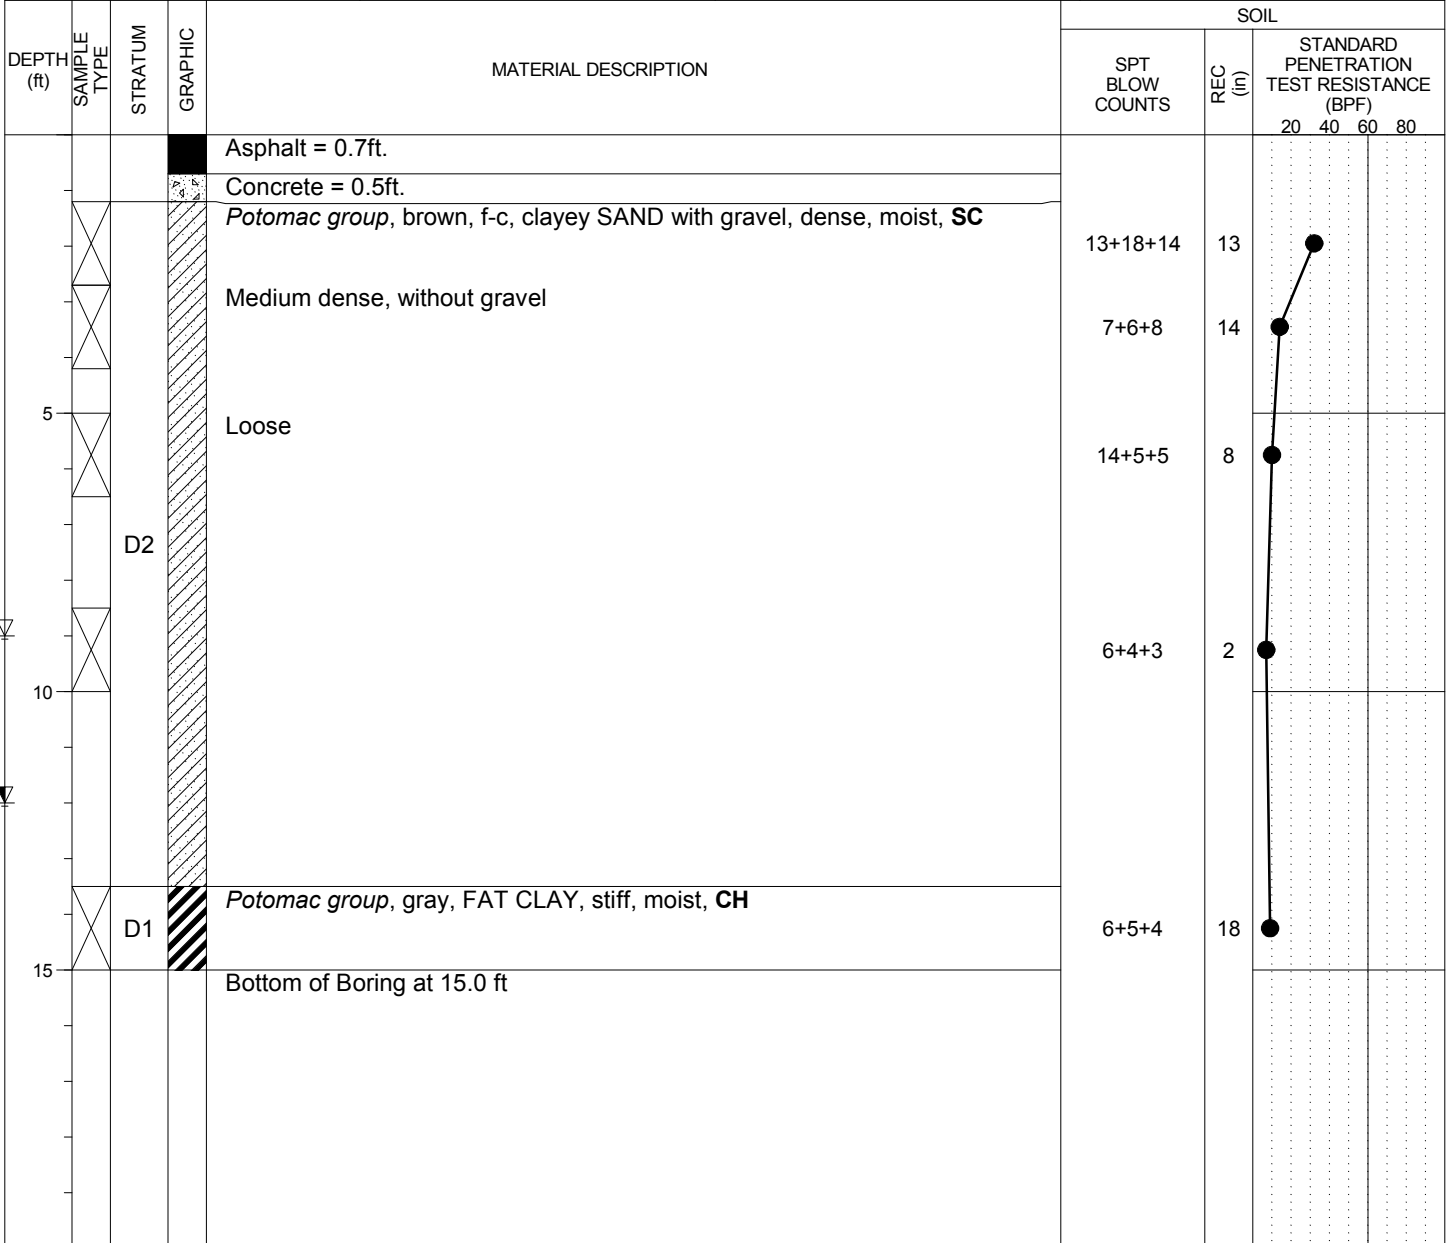 SOIL
DEPTH
(ft)
SAMPLE
TYPE
STRATUM
GRAPHIC
MATERIAL DESCRIPTION
SPT
BLOW
COUNTS
REC
(in)
STANDARD
PENETRATION
TEST RESISTANCE
(BPF)
20 40 60 80
Asphalt = 0.7ft.
Concrete = 0.5ft.
Potomac group, brown, f-c, clayey SAND with gravel, dense, moist, SC
13+18+14 13
Medium dense, without gravel
7+6+8 14
5
Loose
14+5+5 8
D2
6+4+3 2
10
Potomac group, gray, FAT CLAY, stiff, moist, CH
D1 6+5+4 18
15
Bottom of Boring at 15.0 ft